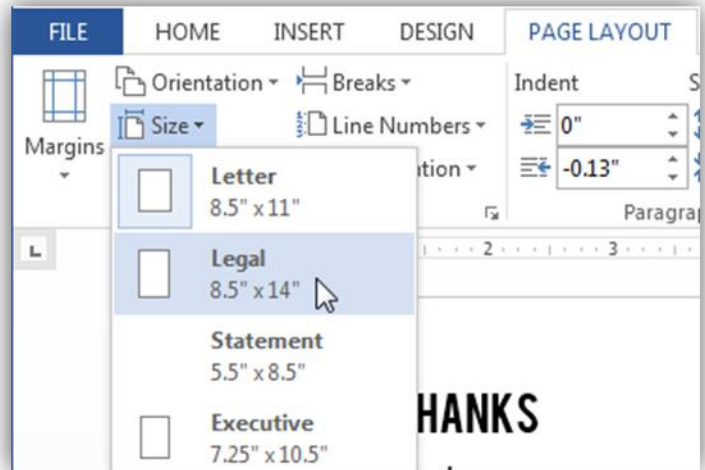 FILE HOME INSERT DESIGN PAGE LAYOUT
Orientation Breaks Indent S
Size Line Numbers 0"
Margins tion -0.13"
Letter
8.5" x 11" Paragra
L 2 3
Legal
8.5" x 14"
Statement
5.5" x 8.5"
Executive HANKS
7.25" x 10.5"